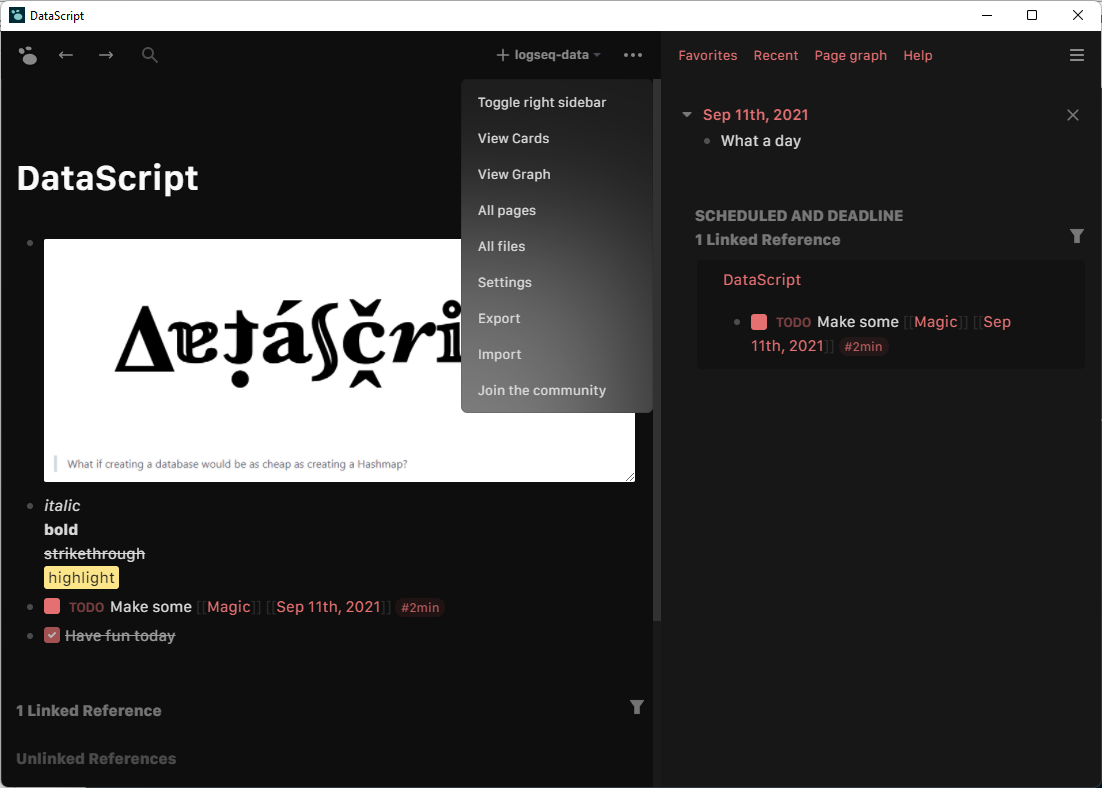 DataScript
logseq-data
Favorites Recent Page graph Help
Toggle right sidebar
View Cards
View Graph
All pages
All files
Settings
Export
Import
Join the community
DataScript
What if creating a database would be as cheap as creating a Hashmap?
italic
bold
strikethrough
highlight
TODO Make some [[Magic]] [[Sep 11th, 2021]] #2min
Have fun today
1 Linked Reference
Unlinked References
Sep 11th, 2021
What a day
SCHEDULED AND DEADLINE
1 Linked Reference
DataScript
TODO Make some [[Magic]] [[Sep
11th, 2021]] #2min